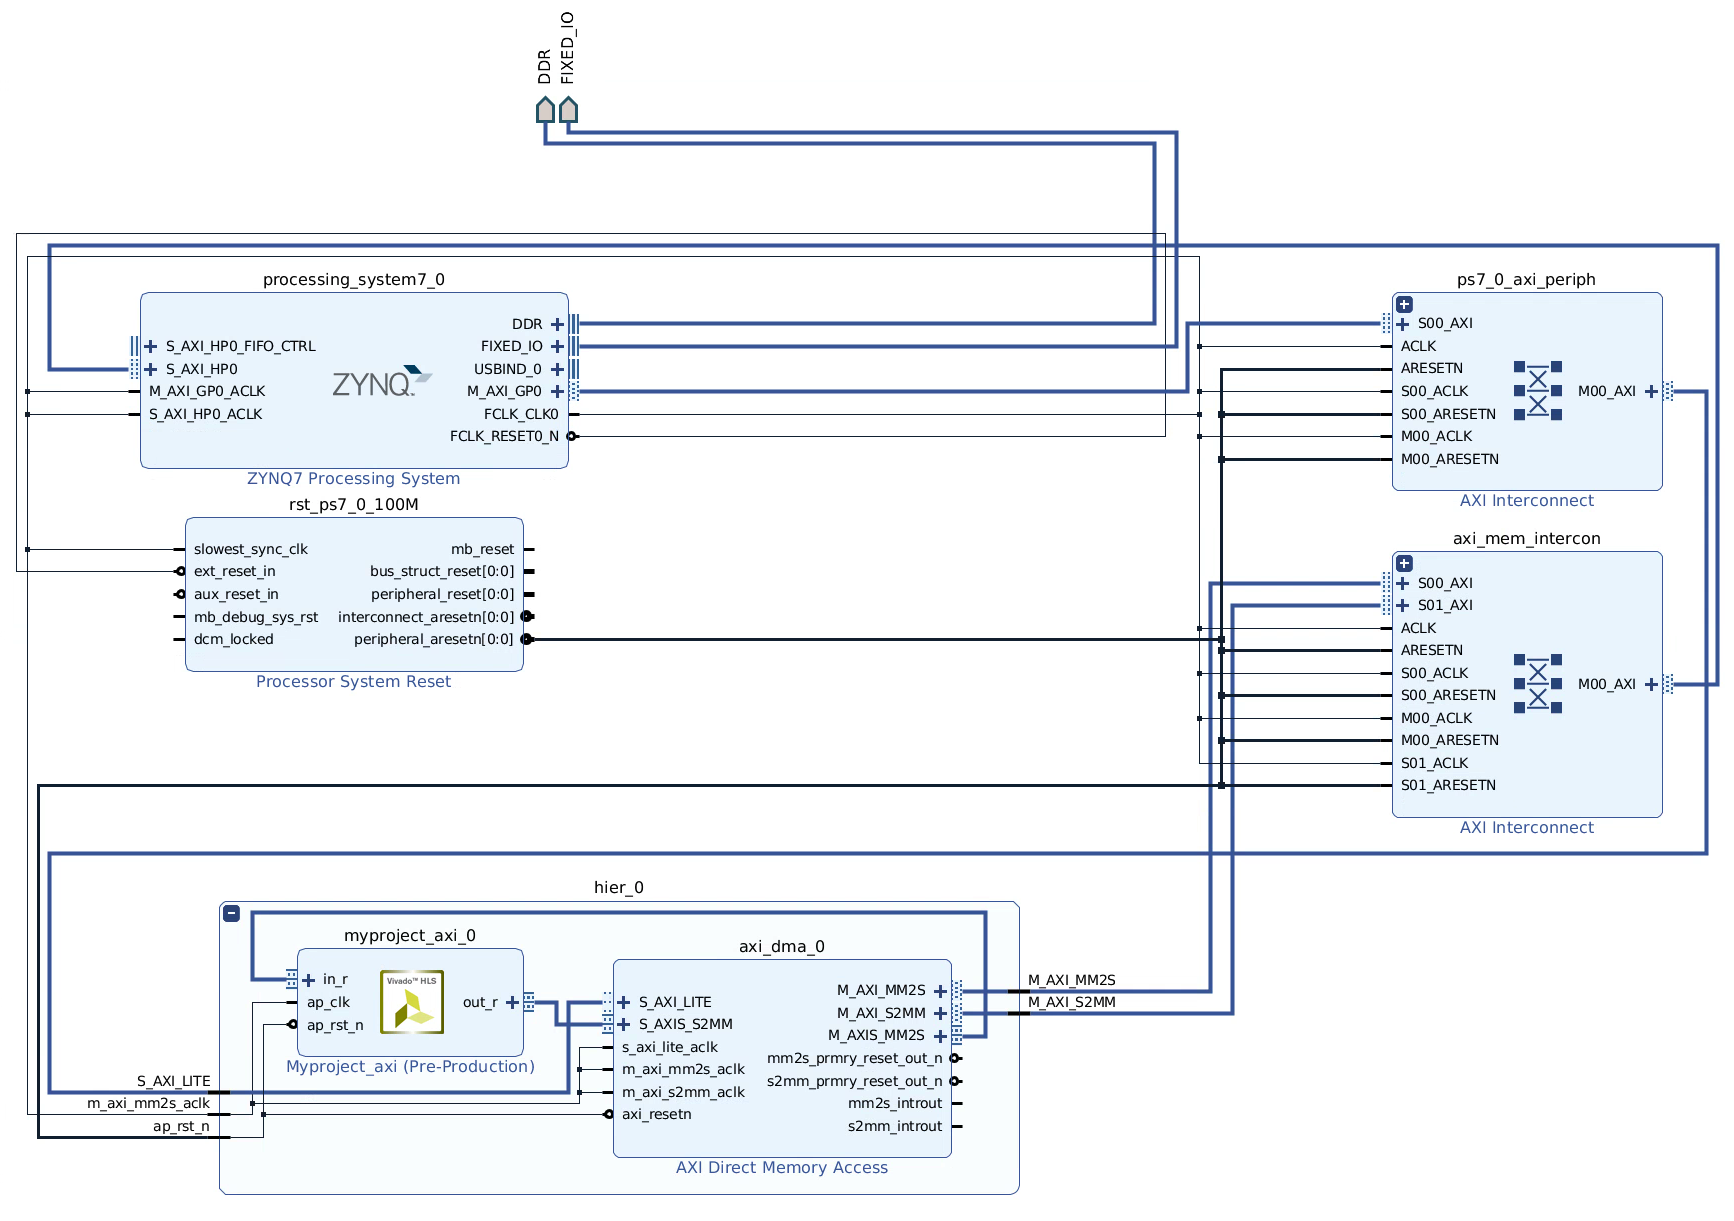 DDR
FIXED_IO
processing_system7_0
DDR
S_AXI_HP0_FIFO_CTRL
FIXED_IO
S_AXI_HP0
USBIND_0
M_AXI_GP0_ACLK
M_AXI_GP0
S_AXI_HP0_ACLK
FCLK_CLK0
FCLK_RESET0_N
ZYNQ
ZYNQ7 Processing System
ps7_0_axi_periph
S00_AXI
ACLK
ARESETN
S00_ACLK
M00_AXI
S00_ARESETN
M00_ACLK
M00_ARESETN
AXI Interconnect
rst_ps7_0_100M
slowest_sync_clk
mb_reset
ext_reset_in
bus_struct_reset[0:0]
aux_reset_in
peripheral_reset[0:0]
mb_debug_sys_rst
interconnect_aresetn[0:0]
dcm_locked
peripheral_aresetn[0:0]
Processor System Reset
axi_mem_intercon
S00_AXI
S01_AXI
ACLK
ARESETN
S00_ACLK
M00_AXI
S00_ARESETN
M00_ACLK
M00_ARESETN
S01_ACLK
S01_ARESETN
AXI Interconnect
hier_0
myproject_axi_0
in_r
Vivado™ HLS
ap_clk
out_r
ap_rst_n
Myproject_axi (Pre-Production)
axi_dma_0
M_AXI_MM2S
S_AXI_LITE
M_AXI_S2MM
S_AXIS_S2MM
M_AXIS_MM2S
s_axi_lite_aclk
mm2s_prmry_reset_out_n
m_axi_mm2s_aclk
s2mm_prmry_reset_out_n
m_axi_s2mm_aclk
mm2s_introut
axi_resetn
s2mm_introut
AXI Direct Memory Access
M_AXI_MM2S
M_AXI_S2MM
S_AXI_LITE
m_axi_mm2s_aclk
ap_rst_n